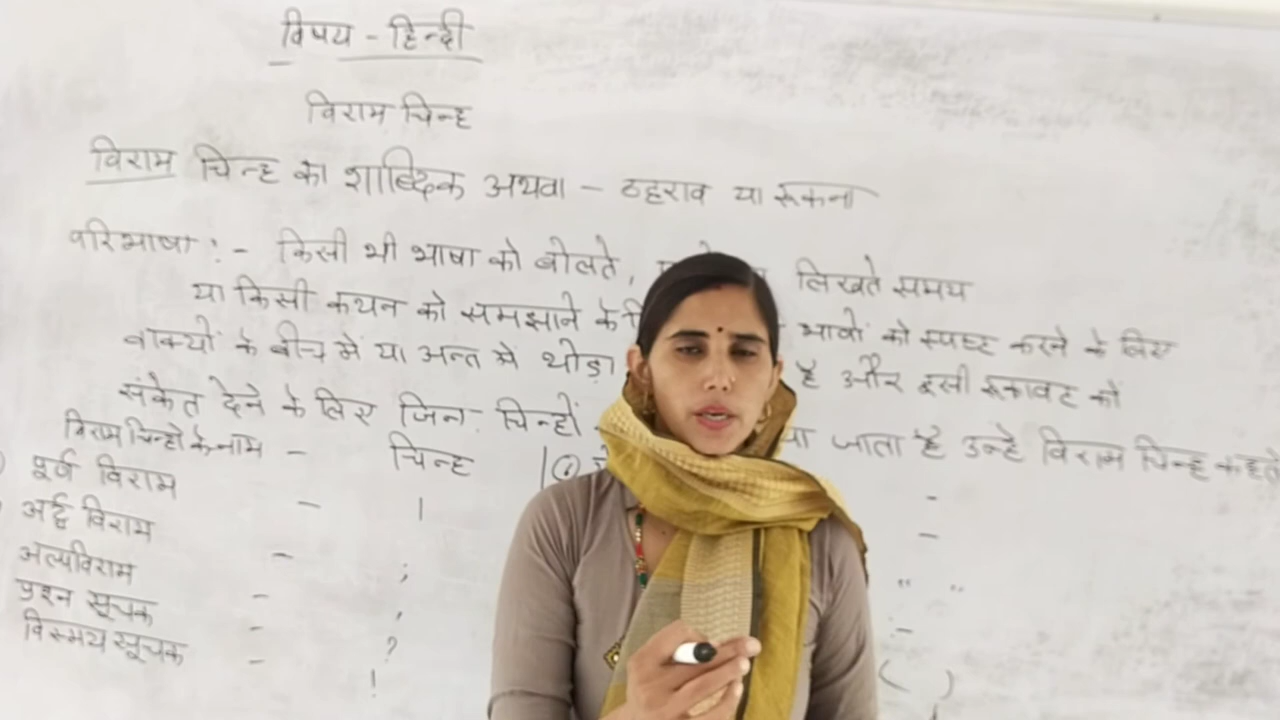 विषय - हिन्दी
विराम चिन्ह
विराम चिन्ह का शाब्दिक अथवा - ठहराव या रूकना
परिभाषा :- किसी भी भाषा को बोलते , लिखते समय
या किसी कथन को समझाने के भावों को स्पष्ट करने के लिए
वाक्यों के बीच में या अन्त में थोड़ा है और इसी रूकावट को
संकेत देने के लिए जिन चिन्हों जाता है उन्हे विराम चिन्ह कहते
विराम चिन्हो के नाम - चिन्ह
पूर्ण विराम - । -
अर्द्ध विराम - ; -
अल्पविराम - , " "
प्रश्न सूचक - ? -
विस्मय सूचक - ! ( )